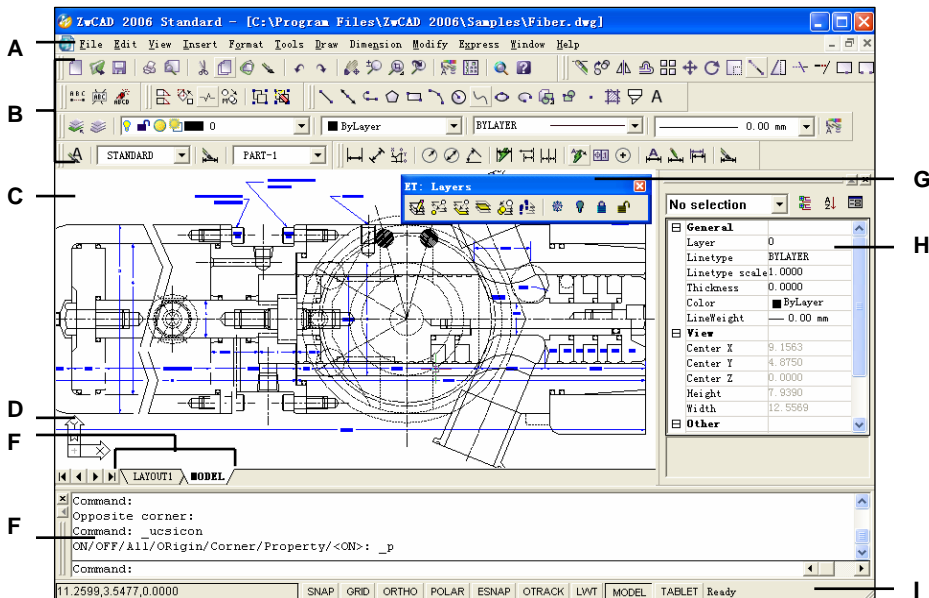 ZwCAD 2006 Standard - [C:\Program Files\ZwCAD 2006\Samples\Fiber.dwg]
A
File Edit View Insert Format Tools Draw Dimension Modify Express Window Help
B
ABC ABC ABCD
A
0
ByLayer
BYLAYER
0.00 mm
A
STANDARD
PART-1
C
ET: Layers
G
No selection
H
General
Layer 0
Linetype BYLAYER
Linetype scale 1.0000
Thickness 0.0000
Color ByLayer
LineWeight 0.00 mm
View
Center X 9.1563
Center Y 4.8750
Center Z 0.0000
Height 7.9390
Width 12.5569
Other
D
Y
X
F
LAYOUT1 MODEL
F
Command:
Opposite corner:
Command: _ucsicon
ON/OFF/All/ORigin/Corner/Property/<ON>: _p
Command:
11.2599,3.5477,0.0000 SNAP GRID ORTHO POLAR ESNAP OTRACK LWT MODEL TABLET Ready
I